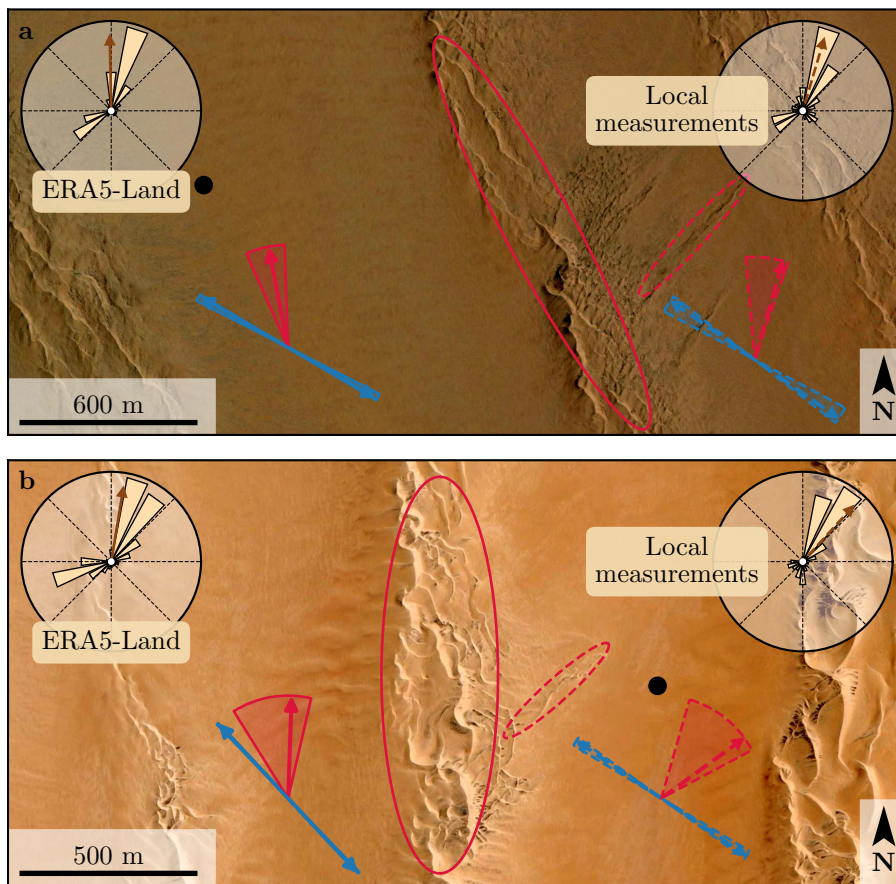 a
ERA5-Land
Local
measurements
600 m
N
b
ERA5-Land
Local
measurements
500 m
N